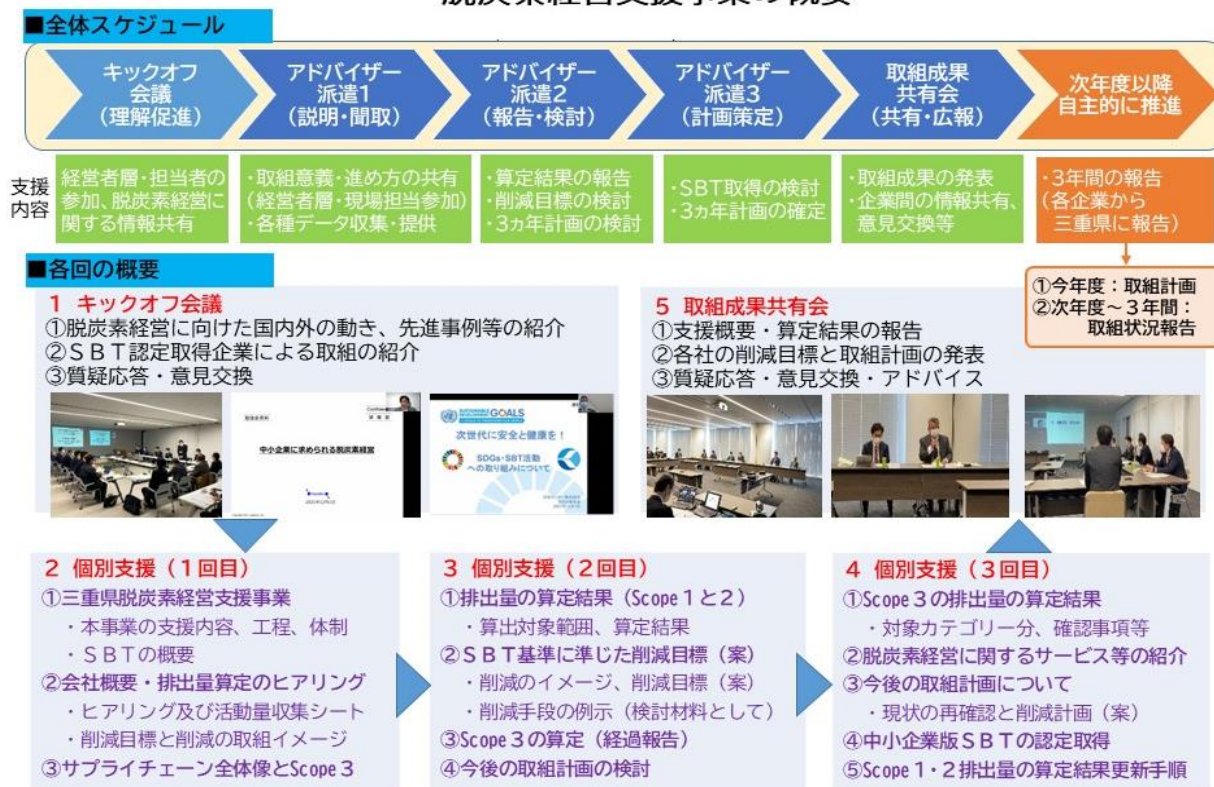 脱炭素経営支援事業の概要
■全体スケジュール
キックオフ
会議
(理解促進)
アドバイザー
派遣1
(説明・聞取)
アドバイザー
派遣2
(報告・検討)
アドバイザー
派遣3
(計画策定)
取組成果
共有会
(共有・広報)
次年度以降
自主的に推進
支援
内容
経営者層・担当者の
参加、脱炭素経営に
関する情報共有
・取組意義・進め方の共有
(経営者層・現場担当参加)
・各種データ収集・提供
・算定結果の報告
・削減目標の検討
・3ヵ年計画の検討
・SBT取得の検討
・3ヵ年計画の確定
・取組成果の発表
・企業間の情報共有、
意見交換等
・3年間の報告
(各企業から
三重県に報告)
①今年度：取組計画
②次年度～3年間：
取組状況報告
■各回の概要
1 キックオフ会議
①脱炭素経営に向けた国内外の動き、先進事例等の紹介
②ＳＢＴ認定取得企業による取組の紹介
③質疑応答・意見交換
中小企業に求められる脱炭素経営
SUSTAINABLE DEVELOPMENT GOALS
次世代に安全と健康を！
SDGs・SBT活動
への取り組みについて
5 取組成果共有会
①支援概要・算定結果の報告
②各社の削減目標と取組計画の発表
③質疑応答・意見交換・アドバイス
2 個別支援（1回目）
①三重県脱炭素経営支援事業
・本事業の支援内容、工程、体制
・ＳＢＴの概要
②会社概要・排出量算定のヒアリング
・ヒアリング及び活動量収集シート
・削減目標と削減の取組イメージ
③サプライチェーン全体像とScope 3
3 個別支援（2回目）
①排出量の算定結果（Scope 1と2）
・算出対象範囲、算定結果
②ＳＢＴ基準に準じた削減目標（案）
・削減のイメージ、削減目標（案）
・削減手段の例示（検討材料として）
③Scope 3の算定（経過報告）
④今後の取組計画の検討
4 個別支援（3回目）
①Scope 3の排出量の算定結果
・対象カテゴリー分、確認事項等
②脱炭素経営に関するサービス等の紹介
③今後の取組計画について
・現状の再確認と削減計画（案）
④中小企業版ＳＢＴの認定取得
⑤Scope 1・2排出量の算定結果更新手順